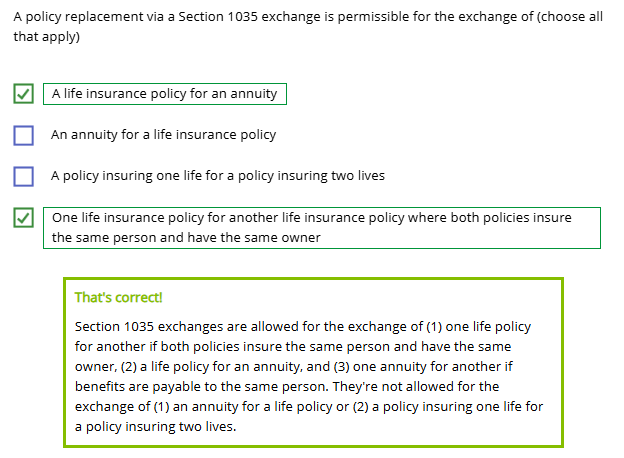 A policy replacement via a Section 1035 exchange is permissible for the exchange of (choose all
that apply)
A life insurance policy for an annuity
An annuity for a life insurance policy
A policy insuring one life for a policy insuring two lives
One life insurance policy for another life insurance policy where both policies insure
the same person and have the same owner
That's correct!
Section 1035 exchanges are allowed for the exchange of (1) one life policy
for another if both policies insure the same person and have the same
owner, (2) a life policy for an annuity, and (3) one annuity for another if
benefits are payable to the same person. They're not allowed for the
exchange of (1) an annuity for a life policy or (2) a policy insuring one life for
a policy insuring two lives.